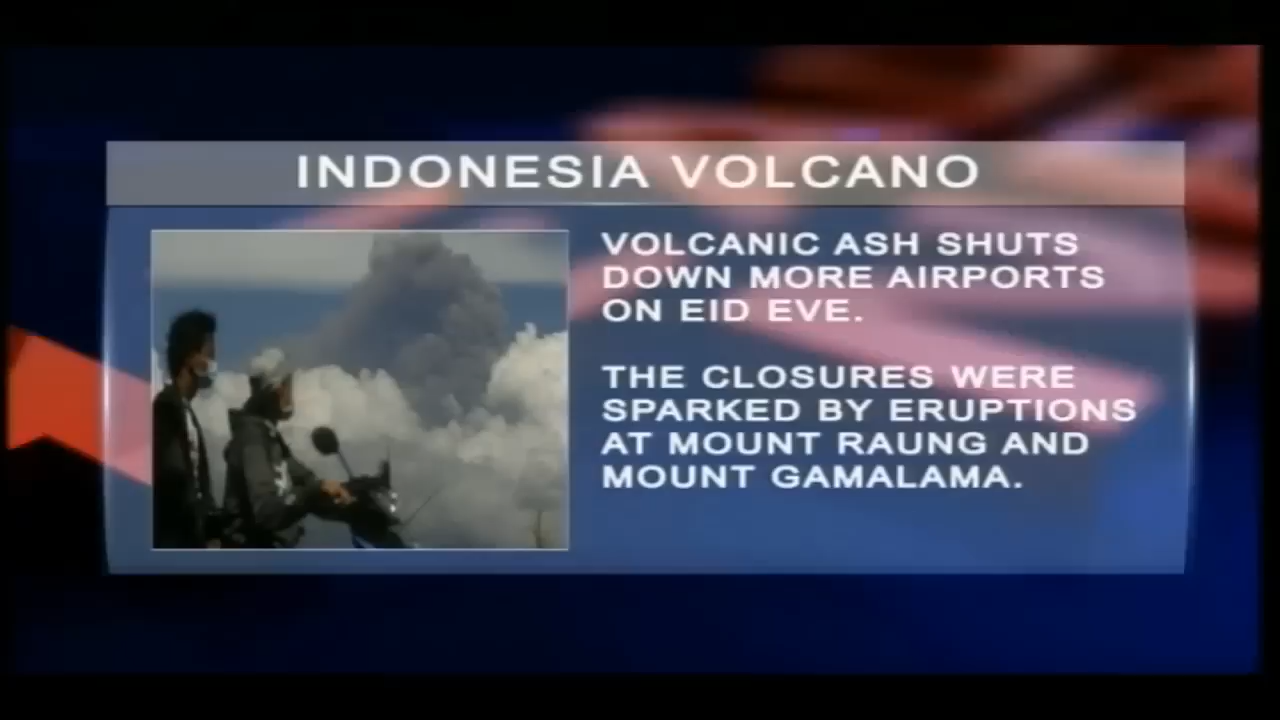 INDONESIA VOLCANO
VOLCANIC ASH SHUTS
DOWN MORE AIRPORTS
ON EID EVE.
THE CLOSURES WERE
SPARKED BY ERUPTIONS
AT MOUNT RAUNG AND
MOUNT GAMALAMA.